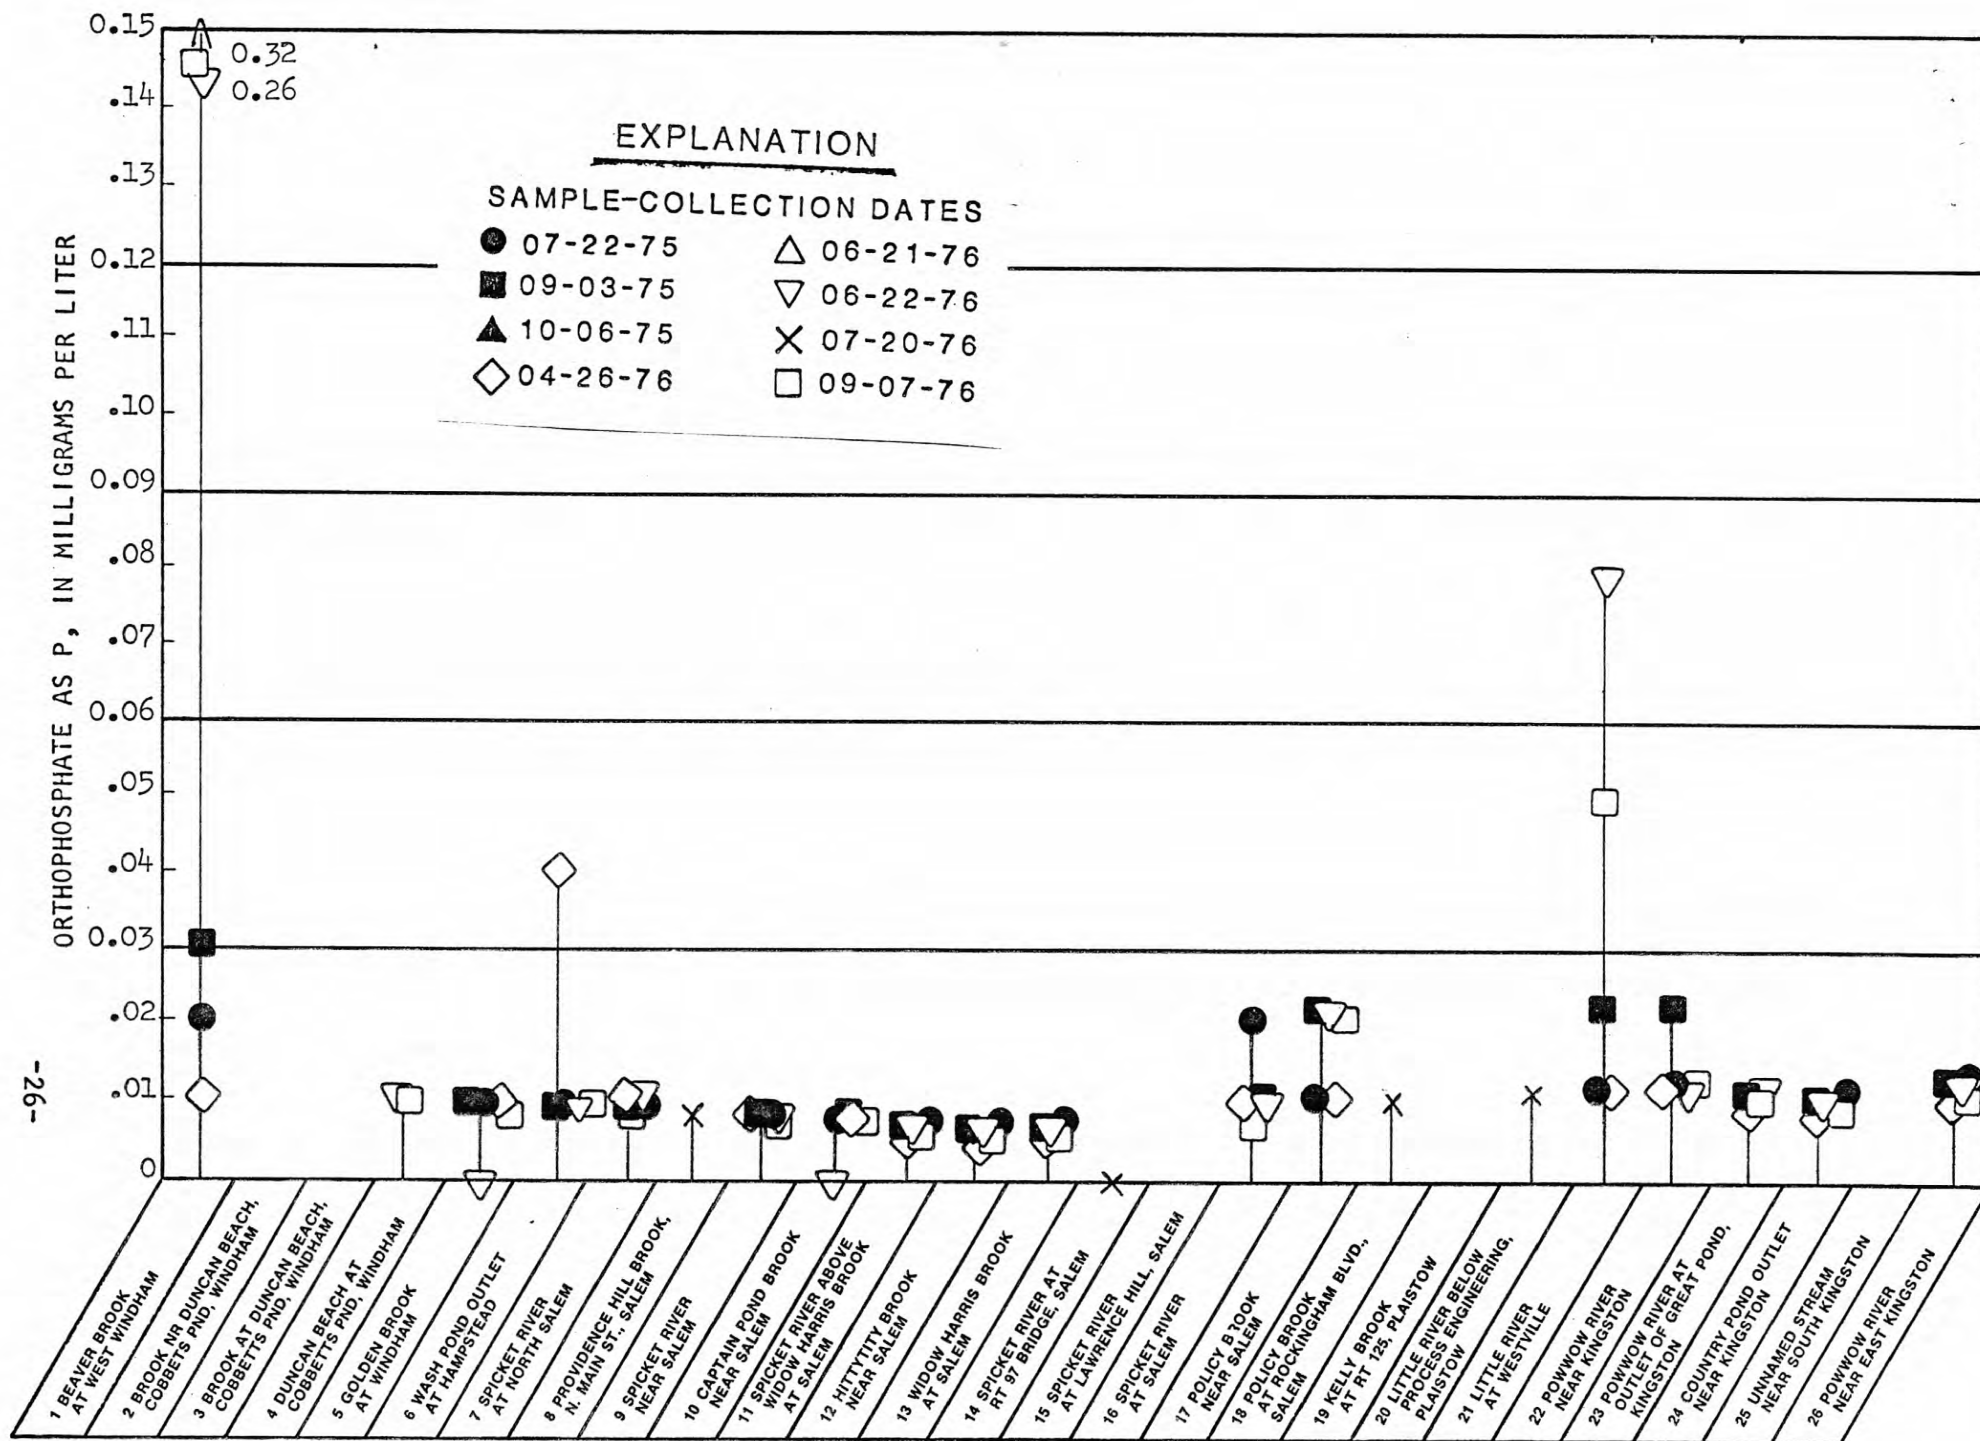 0.15
0.32
.14
0.26
EXPLANATION
.13
SAMPLE-COLLECTION DATES
07-22-75
06-21-76
0.12
09-03-75
06-22-76
.11
10-06-75
07-20-76
04-26-76
09-07-76
.10
0.09
.08
.07
0.06
.05
.04
0.03
.02
.01
0
ORTHOPHOSPHATE AS P, IN MILLIGRAMS PER LITER
-26-
1 BEAVER BROOK
AT WEST WINDHAM
2 BROOK NR DUNCAN BEACH,
COBBETS PND, WINDHAM
3 BROOK AT DUNCAN BEACH,
COBBETTS PND, WINDHAM
4 DUNCAN BEACH AT
COBBETTS PND, WINDHAM
5 GOLDEN BROOK
AT WINDHAM
6 WASH POND OUTLET
AT HAMPSTEAD
7 SPICKET RIVER
AT NORTH SALEM
8 PROVIDENCE HILL BROOK,
N. MAIN ST., SALEM
9 SPICKET RIVER
NEAR SALEM
10 CAPTAIN POND BROOK
NEAR SALEM
11 SPICKET RIVER ABOVE
WIDOW HARRIS BROOK
AT SALEM
12 HITTYTITY BROOK
NEAR SALEM
13 WIDOW HARRIS BROOK
AT SALEM
14 SPICKET RIVER AT
RT 97 BRIDGE, SALEM
15 SPICKET RIVER
AT LAWRENCE HILL, SALEM
16 SPICKET RIVER
AT SALEM
17 POLICY BROOK
NEAR SALEM
18 POLICY BROOK
AT ROCKINGHAM BLVD.,
SALEM
19 KELLY BROOK
AT RT 125, PLAISTOW
20 LITTLE RIVER BELOW
PROCESS ENGINEERING,
PLAISTOW
21 LITTLE RIVER
AT WESTVILLE
22 POWWOW RIVER
NEAR KINGSTON
23 POWWOW RIVER AT
OUTLET OF GREAT POND,
KINGSTON
24 COUNTRY POND OUTLET
NEAR KINGSTON
25 UNNAMED STREAM
NEAR SOUTH KINGSTON
26 POWWOW RIVER
NEAR EAST KINGSTON